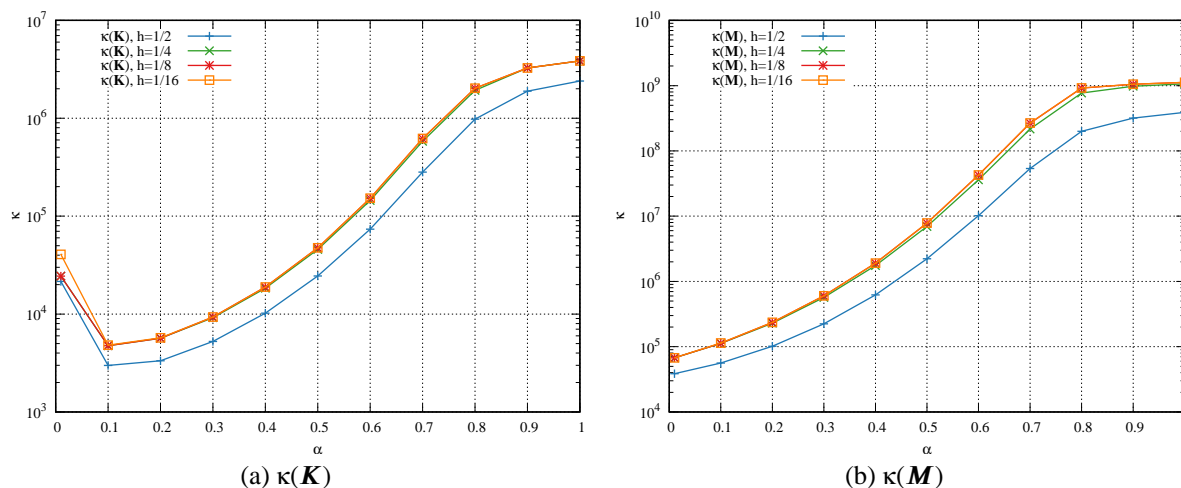 10^7
κ(K), h=1/2
κ(K), h=1/4
κ(K), h=1/8
κ(K), h=1/16
10^6
κ
10^5
10^4
10^3
0 0.1 0.2 0.3 0.4 0.5 0.6 0.7 0.8 0.9 1
α
(a) κ(K)
10^10
κ(M), h=1/2
κ(M), h=1/4
κ(M), h=1/8
κ(M), h=1/16
10^9
10^8
κ
10^7
10^6
10^5
10^4
0 0.1 0.2 0.3 0.4 0.5 0.6 0.7 0.8 0.9
α
(b) κ(M)